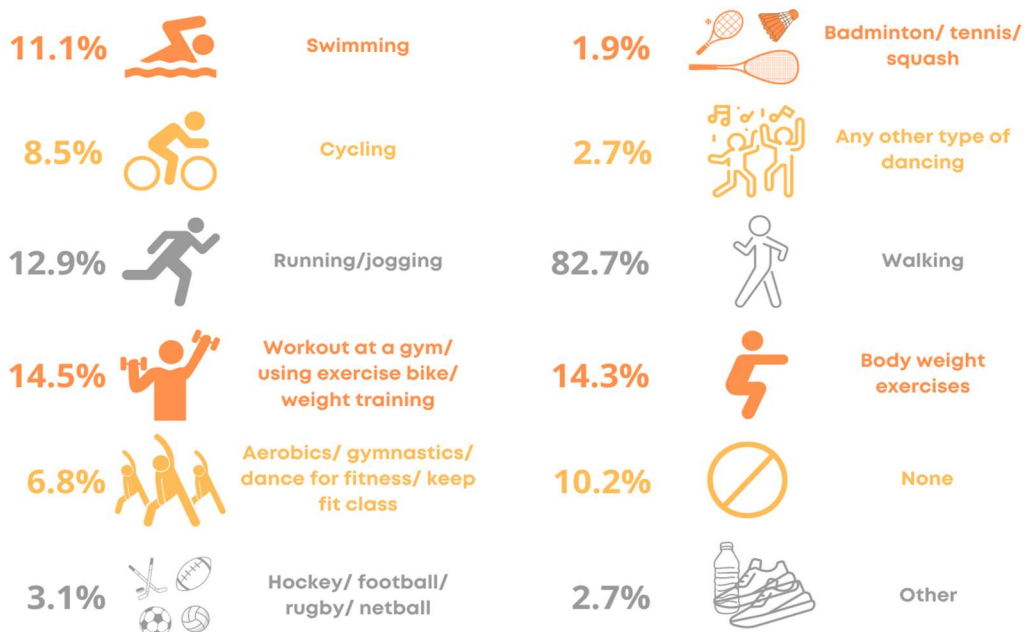 11.1%
Swimming
8.5%
Cycling
12.9%
Running/jogging
14.5%
Workout at a gym/
using exercise bike/
weight training
6.8%
Aerobics/ gymnastics/
dance for fitness/ keep
fit class
3.1%
Hockey/ football/
rugby/ netball
1.9%
Badminton/ tennis/
squash
2.7%
Any other type of
dancing
82.7%
Walking
14.3%
Body weight
exercises
10.2%
None
2.7%
Other